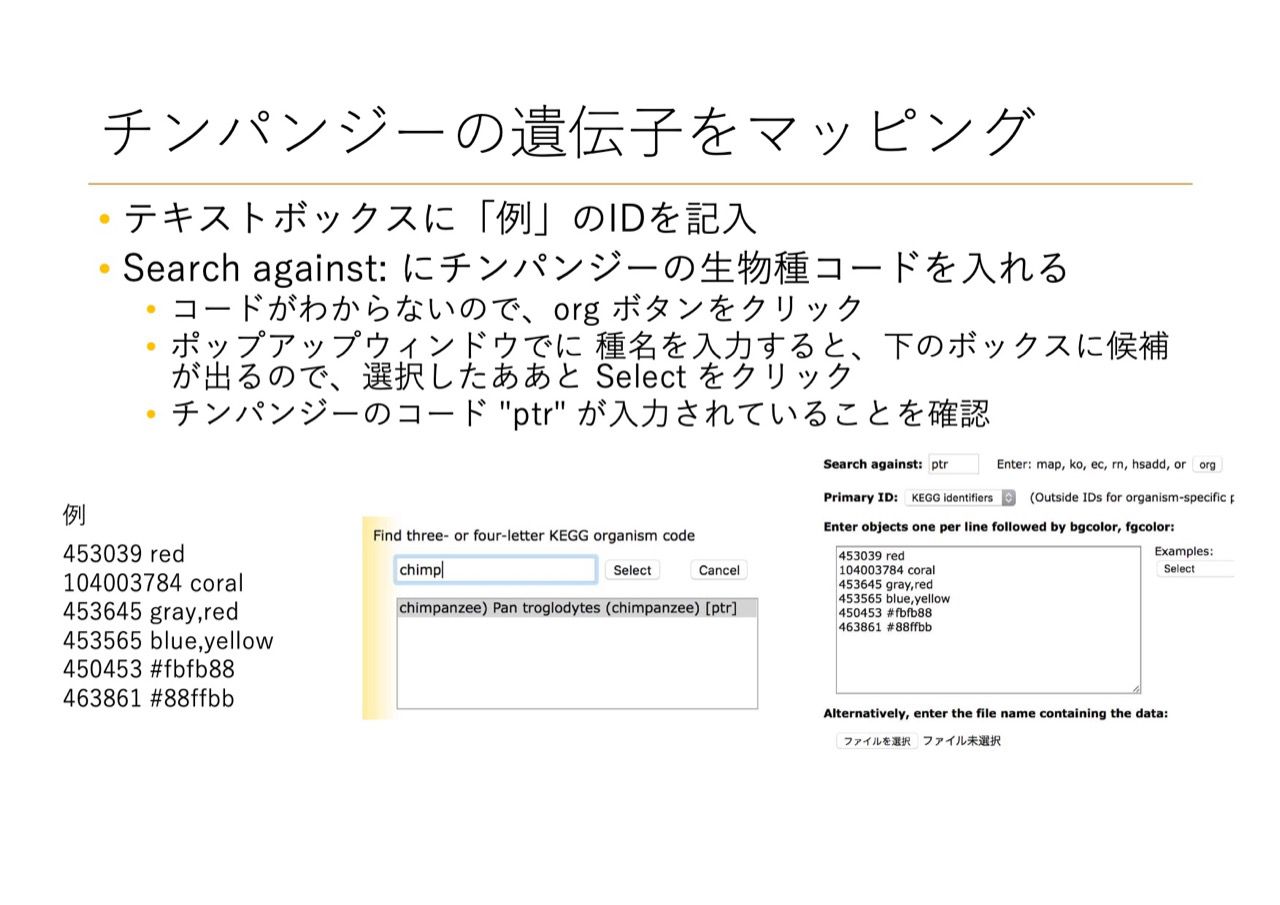 チンパンジーの遺伝子をマッピング
• テキストボックスに「例」のIDを記入
• Search against: にチンパンジーの生物種コードを入れる
• コードがわからないので、org ボタンをクリック
• ポップアップウィンドウでに 種名を入力すると、下のボックスに候補
が出るので、選択したああと Select をクリック
• チンパンジーのコード "ptr" が入力されていることを確認
例
453039 red
104003784 coral
453645 gray,red
453565 blue,yellow
450453 #fbfb88
463861 #88ffbb
Find three- or four-letter KEGG organism code
chimp Select Cancel
chimpanzee) Pan troglodytes (chimpanzee) [ptr]
Search against: ptr Enter: map, ko, ec, rn, hsadd, or org
Primary ID: KEGG identifiers (Outside IDs for organism-specific
Enter objects one per line followed by bgcolor, fgcolor:
453039 red
104003784 coral
453645 gray,red
453565 blue,yellow
450453 #fbfb88
463861 #88ffbb
Examples:
Select
Alternatively, enter the file name containing the data:
ファイルを選択 ファイル未選択